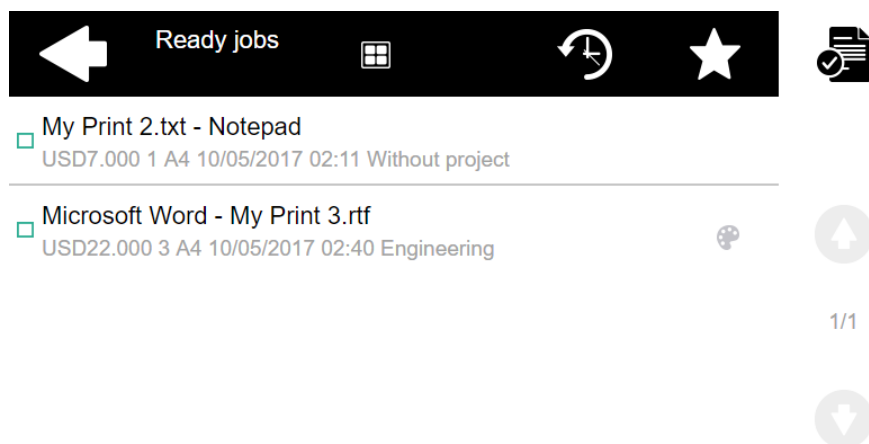 Ready jobs
My Print 2.txt - Notepad
USD7.000 1 A4 10/05/2017 02:11 Without project
Microsoft Word - My Print 3.rtf
USD22.000 3 A4 10/05/2017 02:40 Engineering
1/1